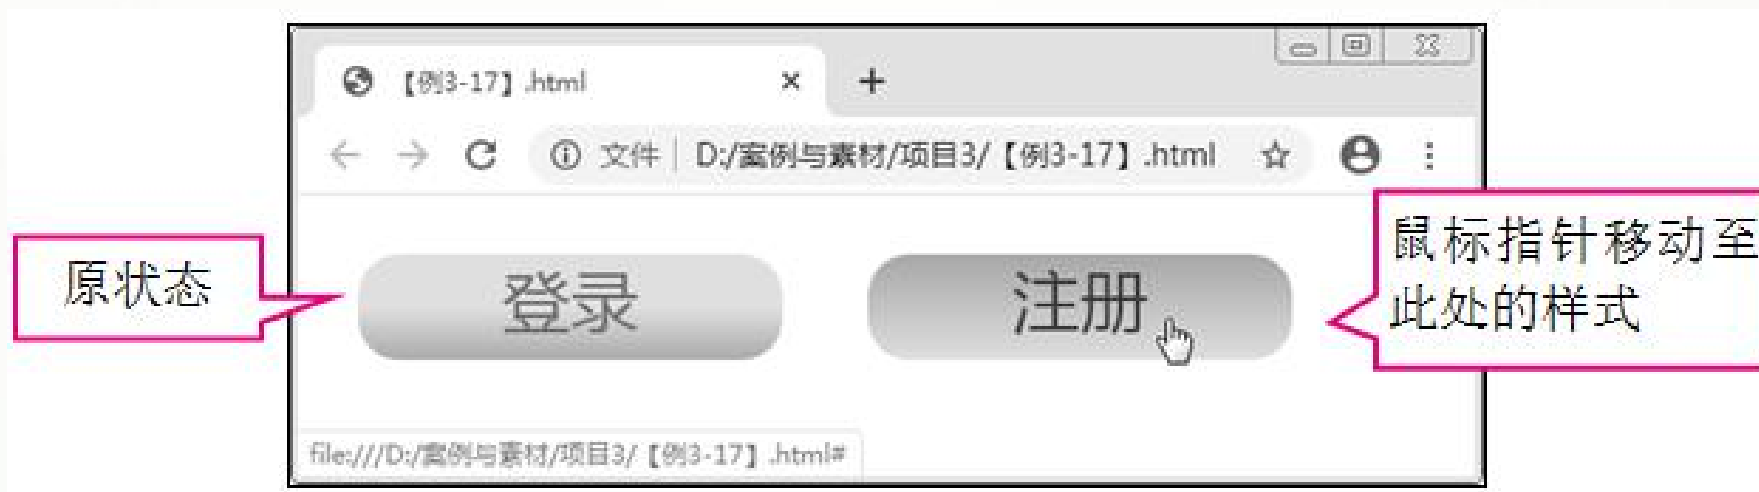 【例3-17】.html
文件
D:/案例与素材/项目3/【例3-17】.html
原状态
登录
注册
鼠标指针移动至
此处的样式
file:///D:/案例与素材/项目3/【例3-17】.html#